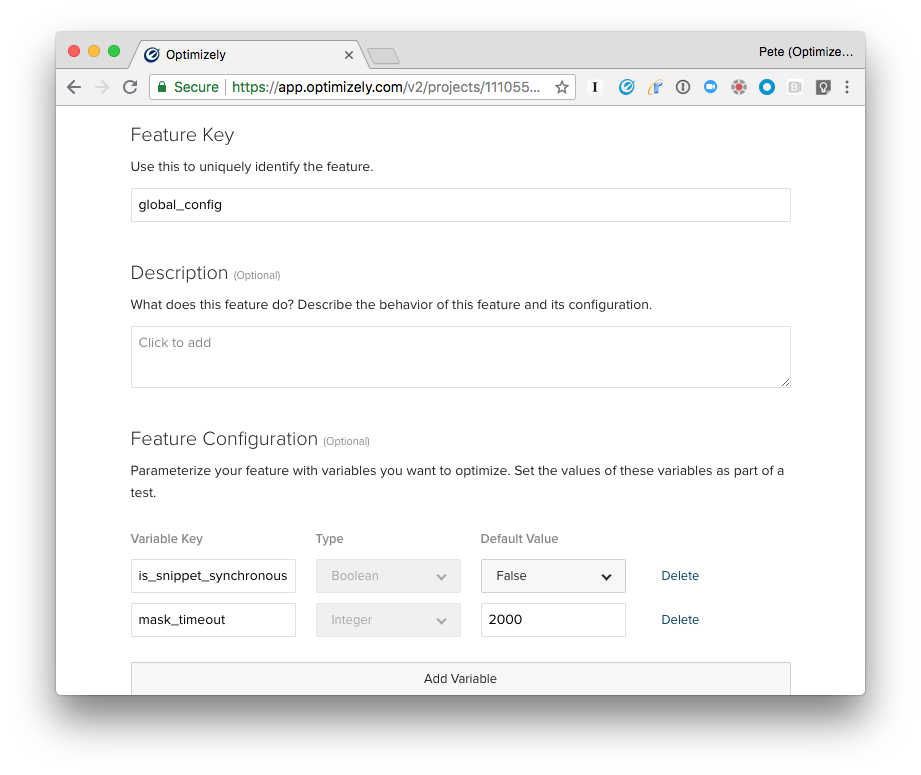 Optimizely
Pete (Optimize...
Secure https://app.optimizely.com/v2/projects/111055...
Feature Key
Use this to uniquely identify the feature.
global_config
Description (Optional)
What does this feature do? Describe the behavior of this feature and its configuration.
Click to add
Feature Configuration (Optional)
Parameterize your feature with variables you want to optimize. Set the values of these variables as part of a
test.
Variable Key Type Default Value
is_snippet_synchronous Boolean False Delete
mask_timeout Integer 2000 Delete
Add Variable